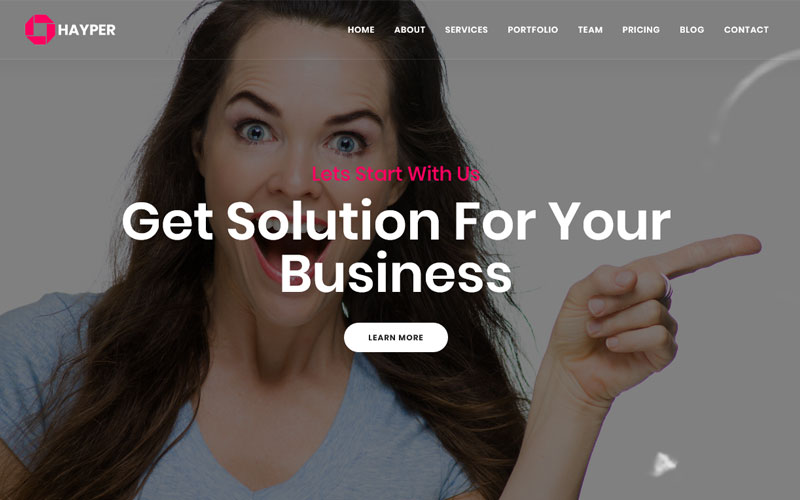 HAYPER
HOME ABOUT SERVICES PORTFOLIO TEAM PRICING BLOG CONTACT
Lets Start With Us
Get Solution For Your
Business
LEARN MORE